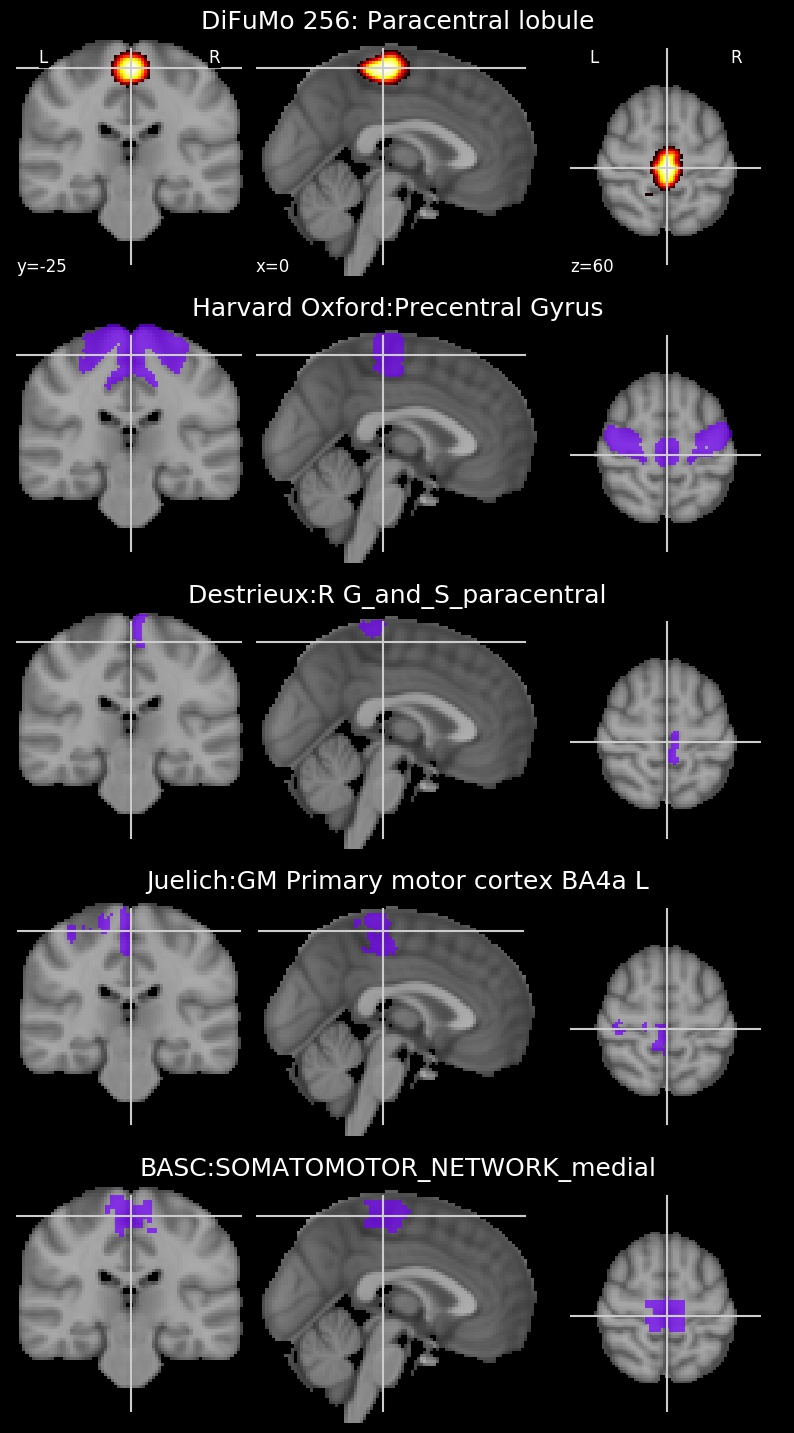 DiFuMo 256: Paracentral lobule
L R L R
y=-25 x=0 z=60
Harvard Oxford:Precentral Gyrus
Destrieux:R G_and_S_paracentral
Juelich:GM Primary motor cortex BA4a L
BASC:SOMATOMOTOR_NETWORK_medial